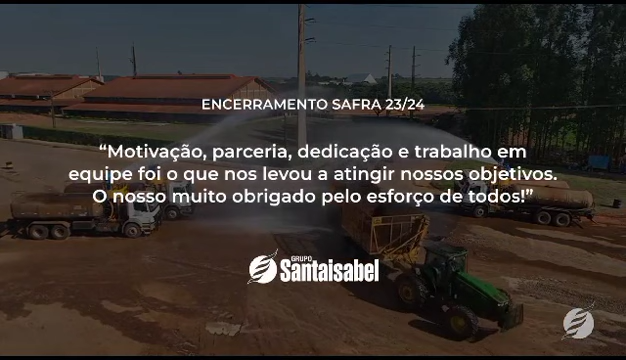 ENCERRAMENTO SAFRA 23/24
“Motivação, parceria, dedicação e trabalho em
equipe foi o que nos levou a atingir nossos objetivos.
O nosso muito obrigado pelo esforço de todos!”
GRUPO
Santaisabel